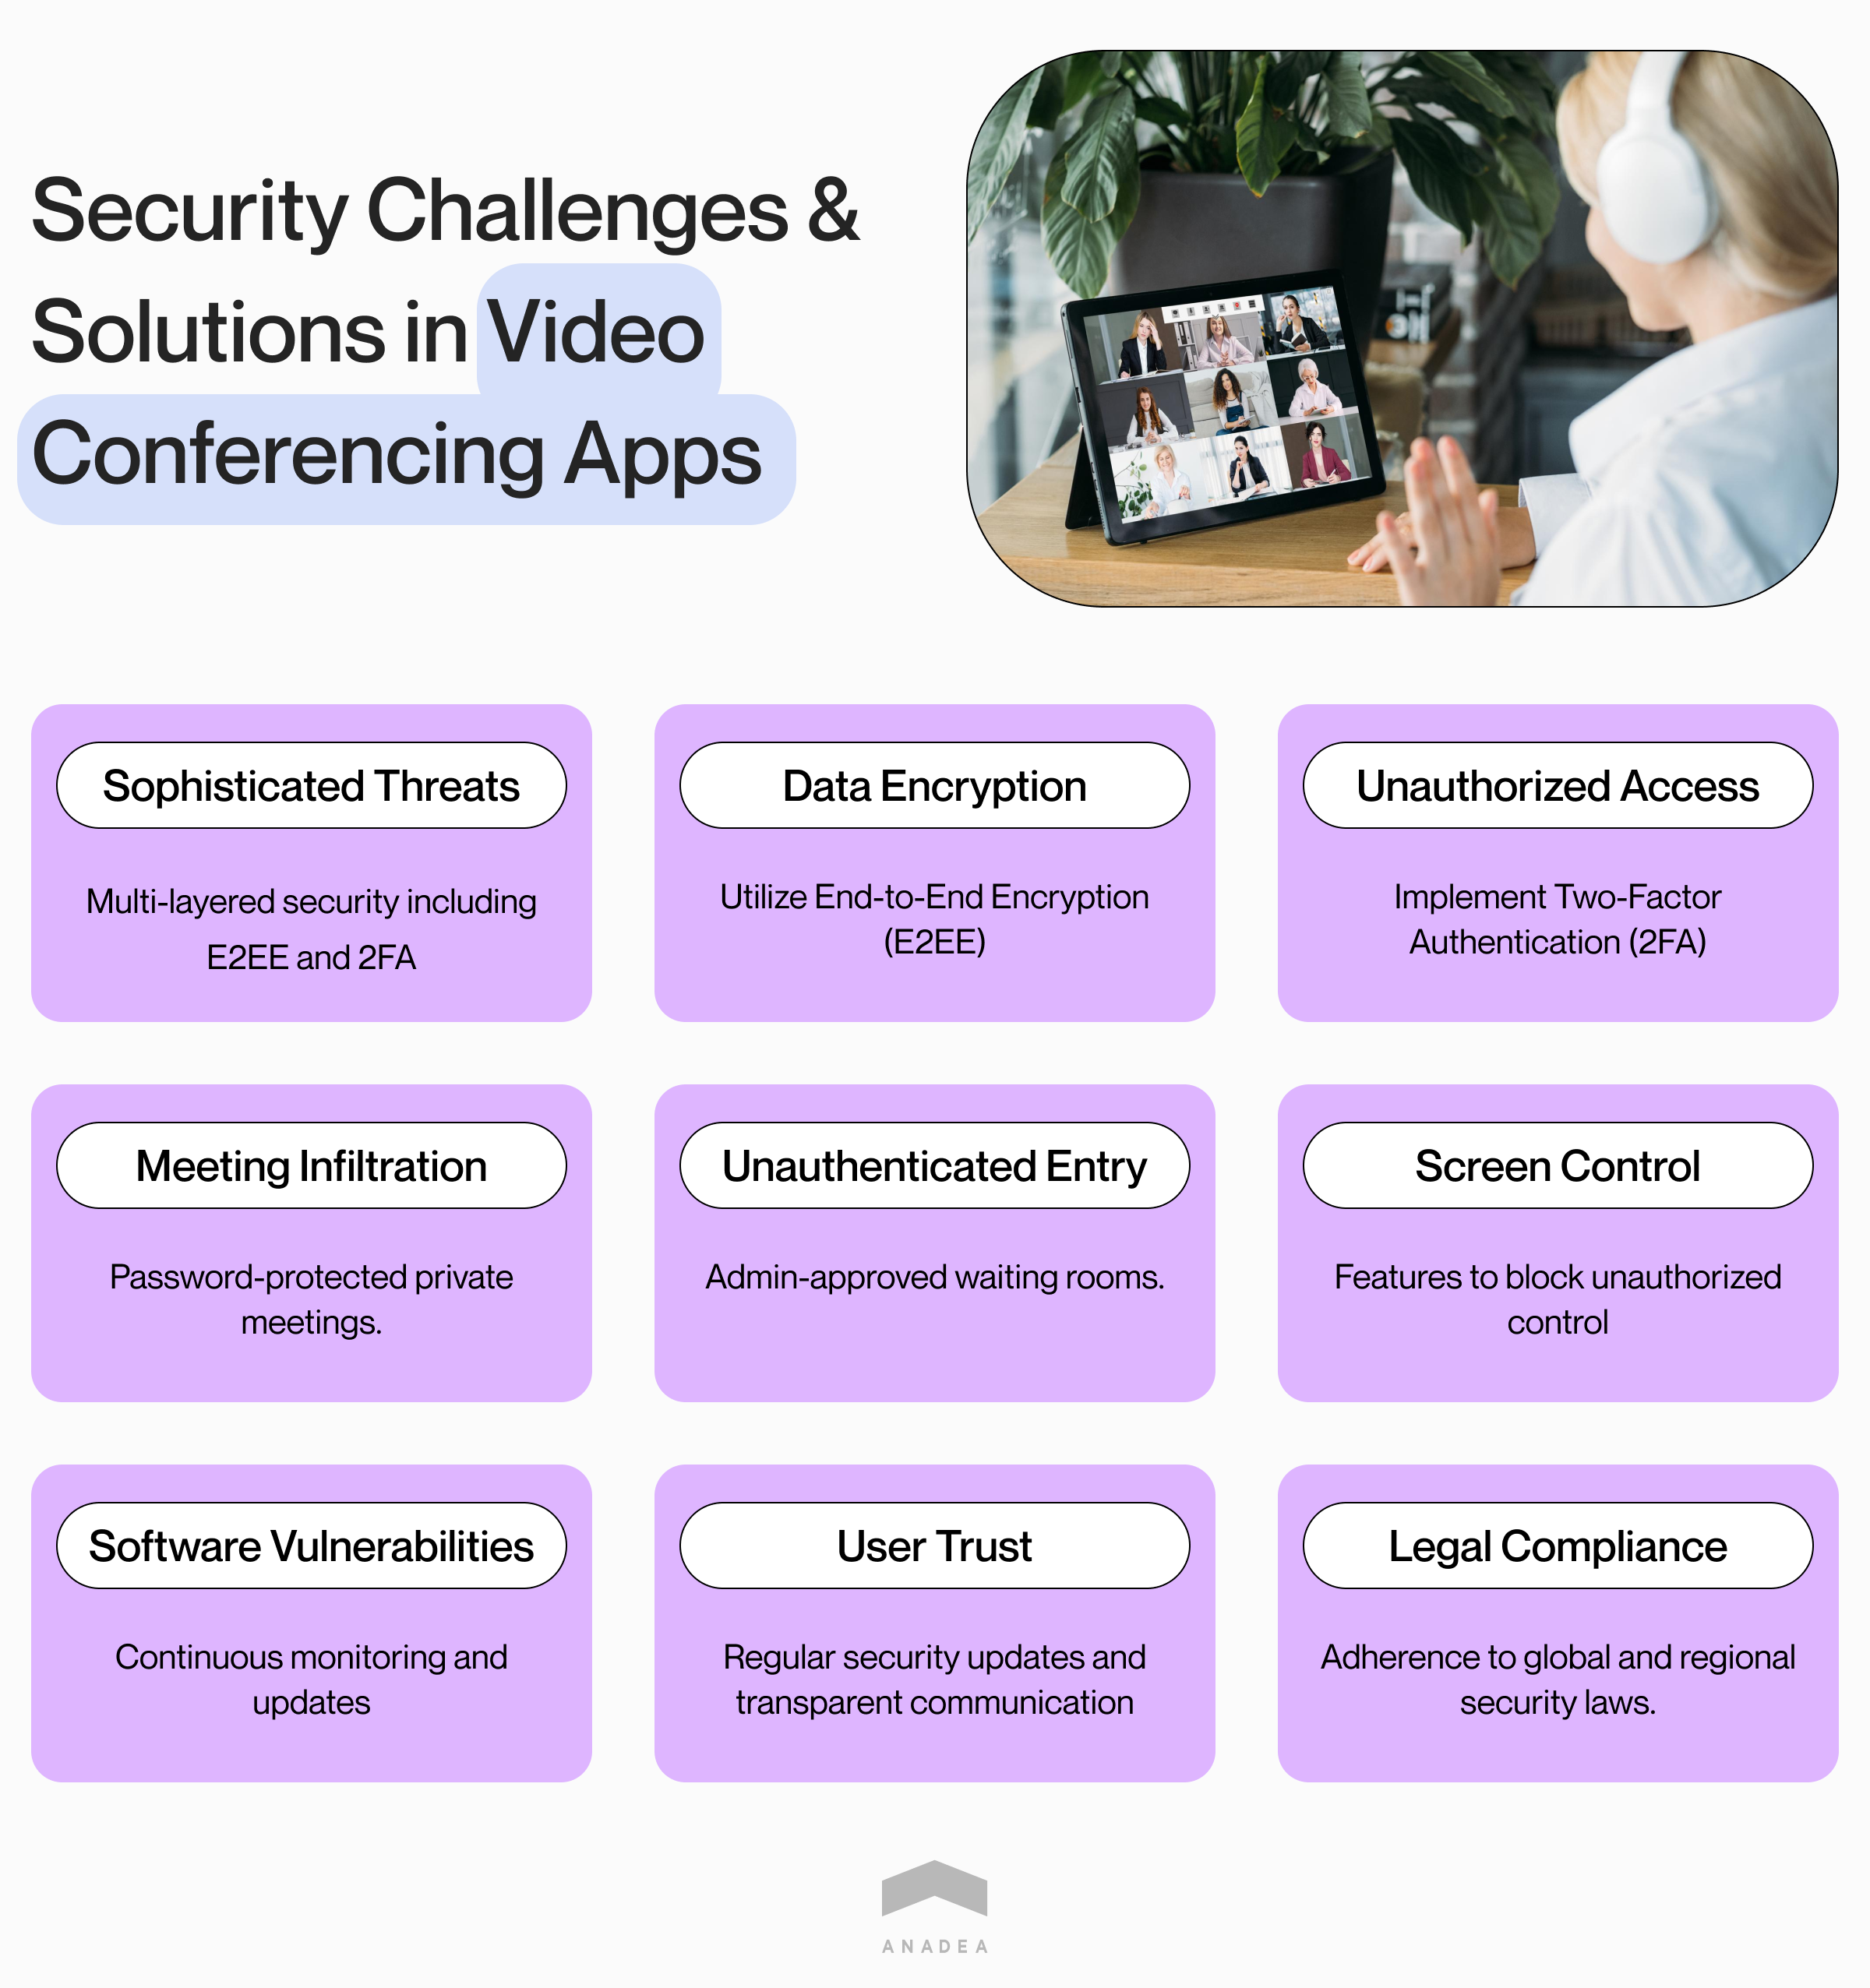 Security Challenges &
Solutions in Video
Conferencing Apps
Sophisticated Threats
Multi-layered security including
E2EE and 2FA
Data Encryption
Utilize End-to-End Encryption
(E2EE)
Unauthorized Access
Implement Two-Factor
Authentication (2FA)
Meeting Infiltration
Password-protected private
meetings.
Unauthenticated Entry
Admin-approved waiting rooms.
Screen Control
Features to block unauthorized
control
Software Vulnerabilities
Continuous monitoring and
updates
User Trust
Regular security updates and
transparent communication
Legal Compliance
Adherence to global and regional
security laws.
ANADEA